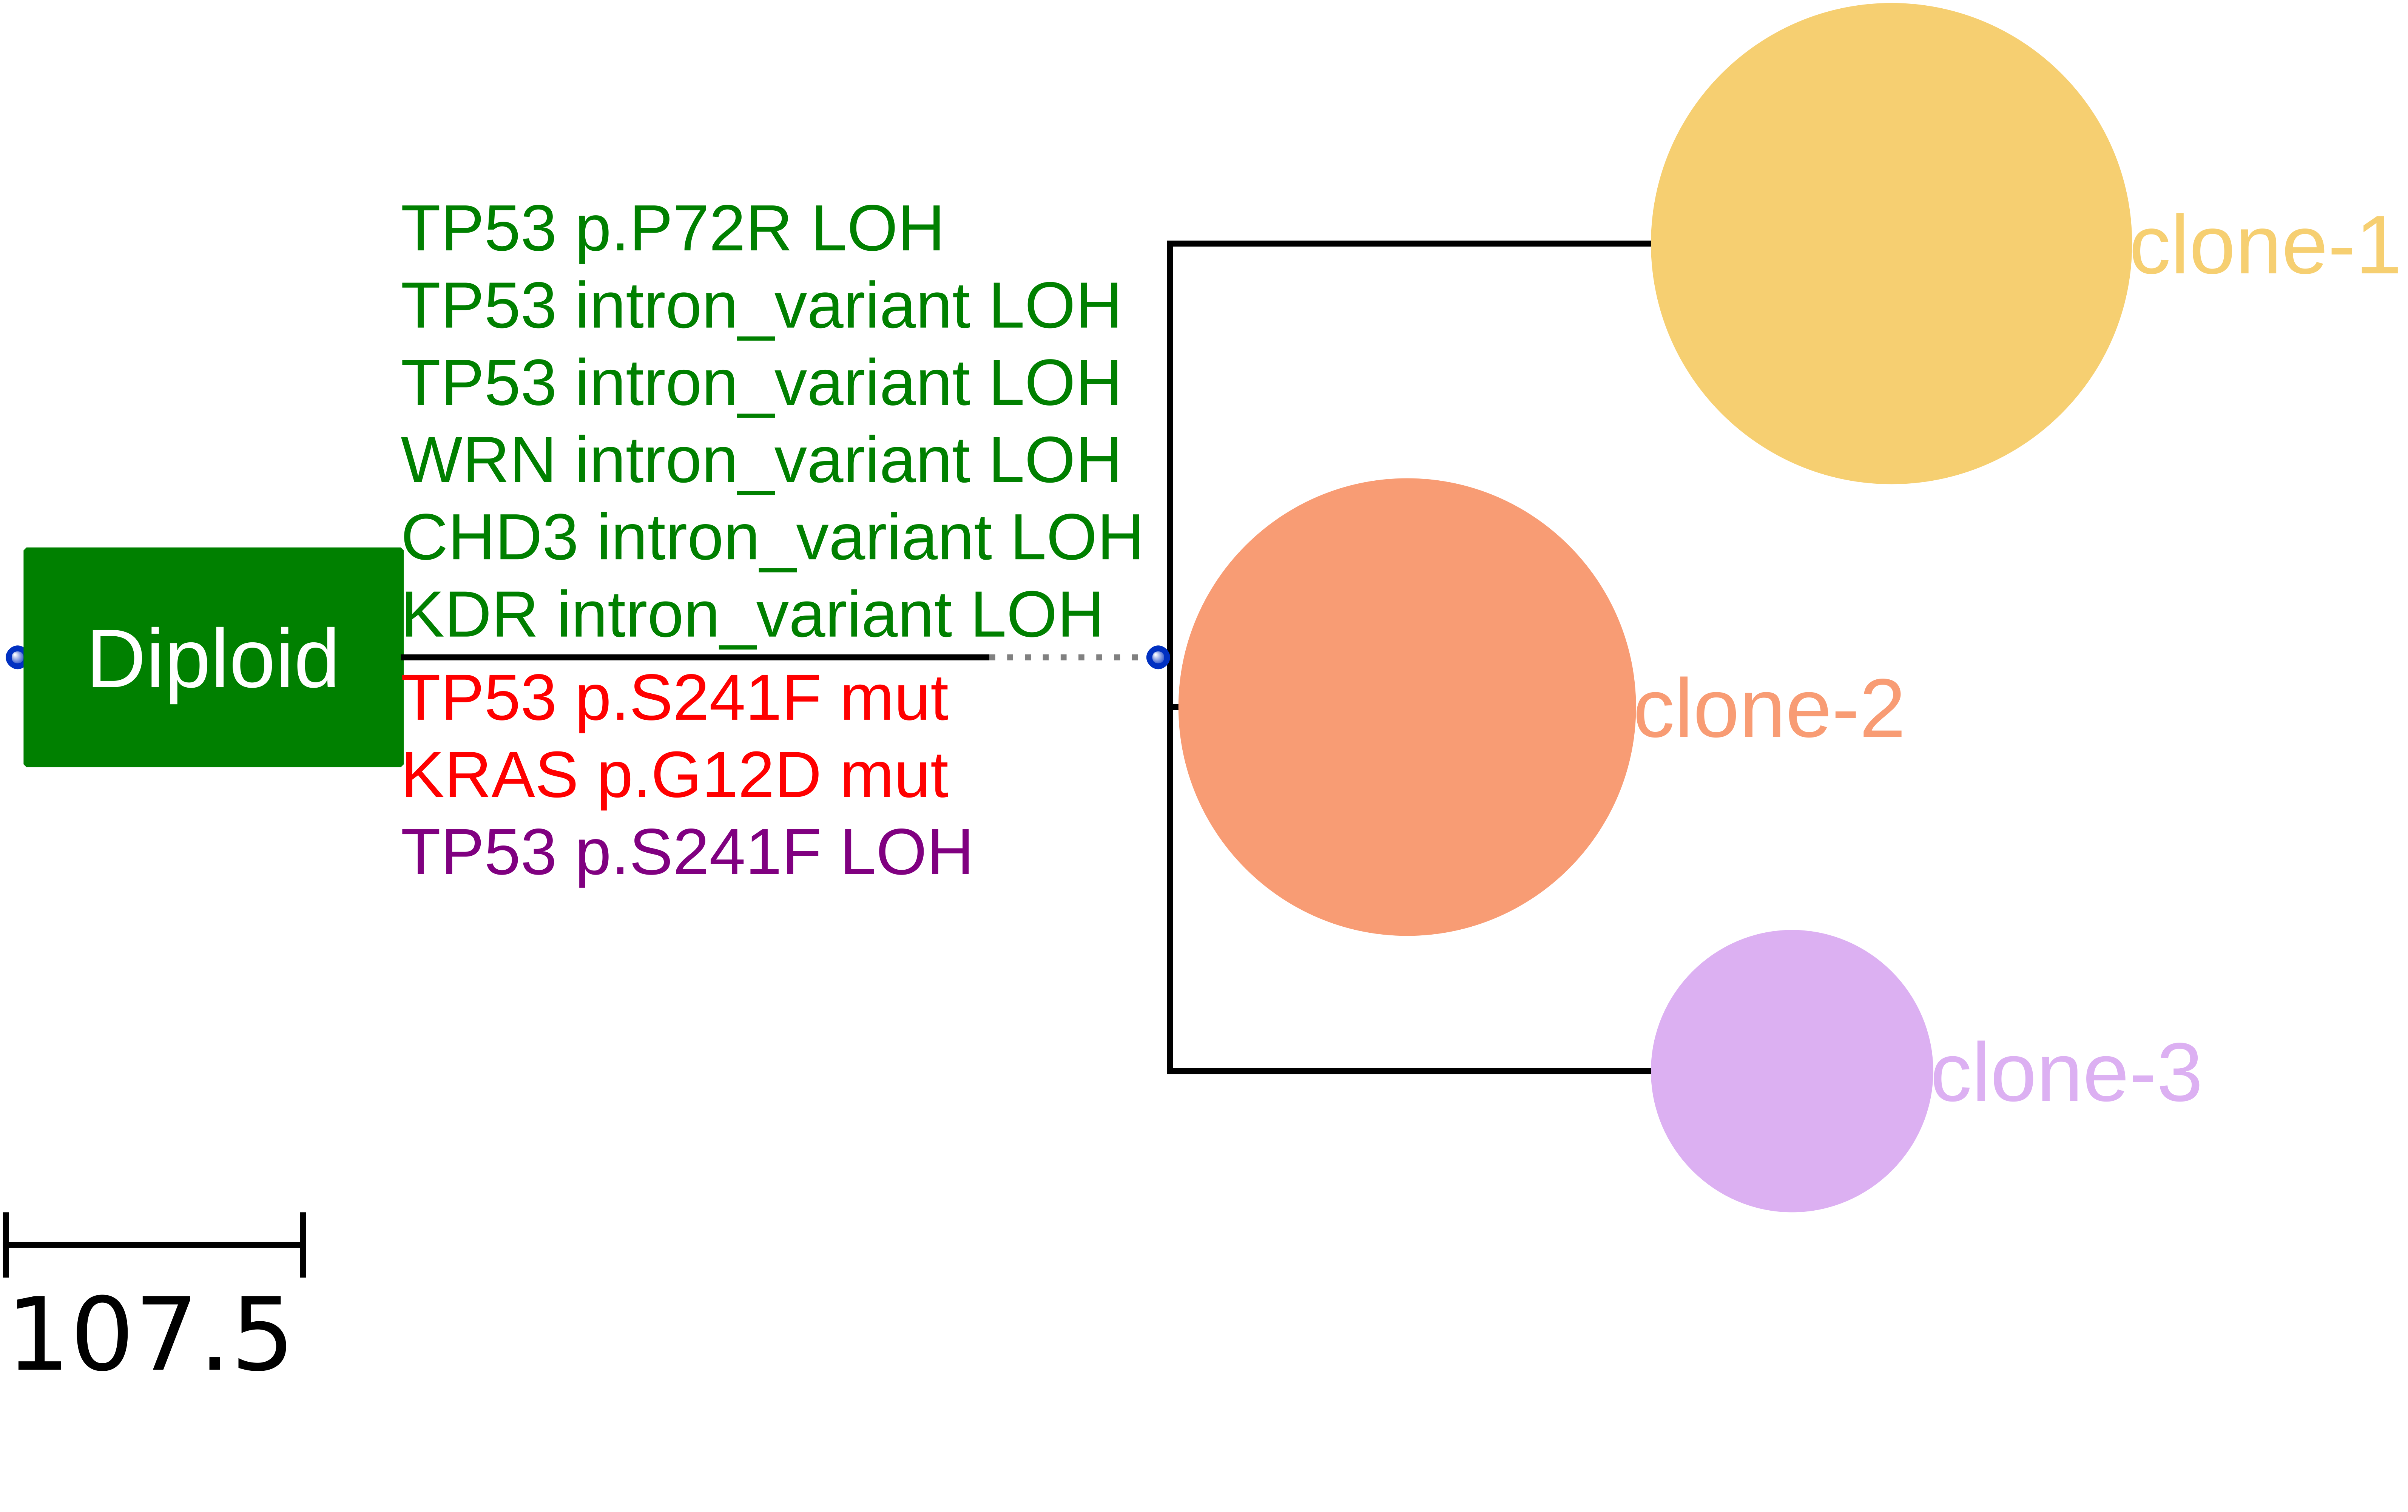 TP53 p.P72R LOH
TP53 intron_variant LOH
TP53 intron_variant LOH
WRN intron_variant LOH
CHD3 intron_variant LOH
KDR intron_variant LOH
Diploid
TP53 p.S241F mut
KRAS p.G12D mut
TP53 p.S241F LOH
clone-1
clone-2
clone-3
107.5